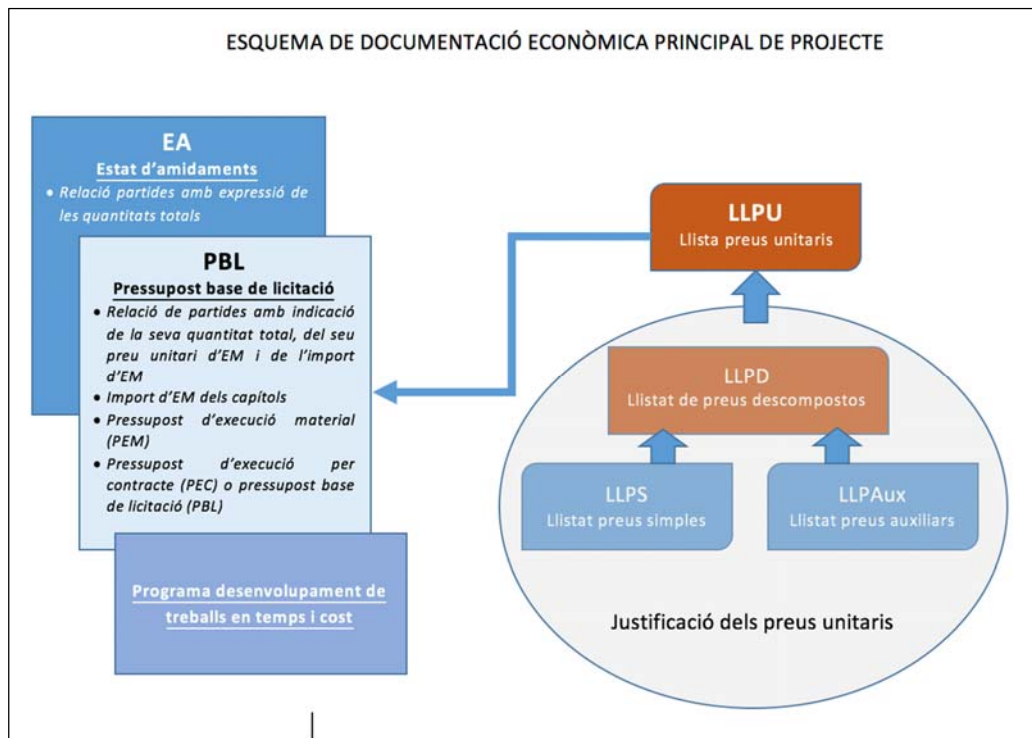 ESQUEMA DE DOCUMENTACIÓ ECONÒMICA PRINCIPAL DE PROJECTE
EA
Estat d'amidaments
• Relació partides amb expressió de
les quantitats totals
PBL
Pressupost base de licitació
• Relació de partides amb indicació
de la seva quantitat total, del seu
preu unitari d'EM i de l'import
d'EM
• Import d'EM dels capítols
• Pressupost d'execució material
(PEM)
• Pressupost d'execució per
contracte (PEC) o pressupost base
de licitació (PBL)
Programa desenvolupament de
treballs en temps i cost
LLPU
Llista preus unitaris
LLPD
Llistat de preus descompostos
LLPS
Llistat preus simples
LLPAux
Llistat preus auxiliars
Justificació dels preus unitaris